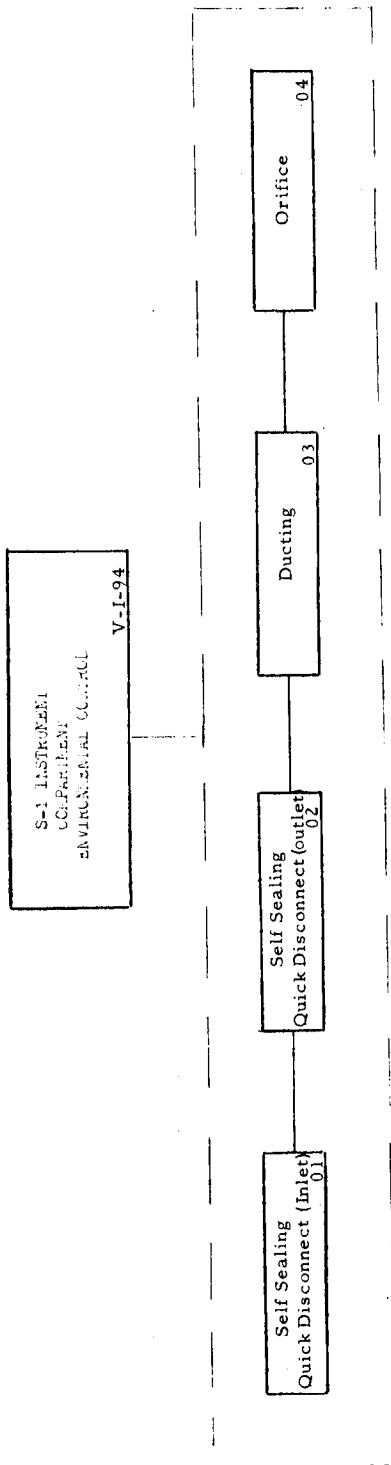 S-1 INSTRUMENT
COMPARTMENT
ENVIRONMENTAL CONTROL
V-I-94
Self Sealing
Quick Disconnect (Inlet)
01
Self Sealing
Quick Disconnect (outlet)
02
Ducting
03
Orifice
04